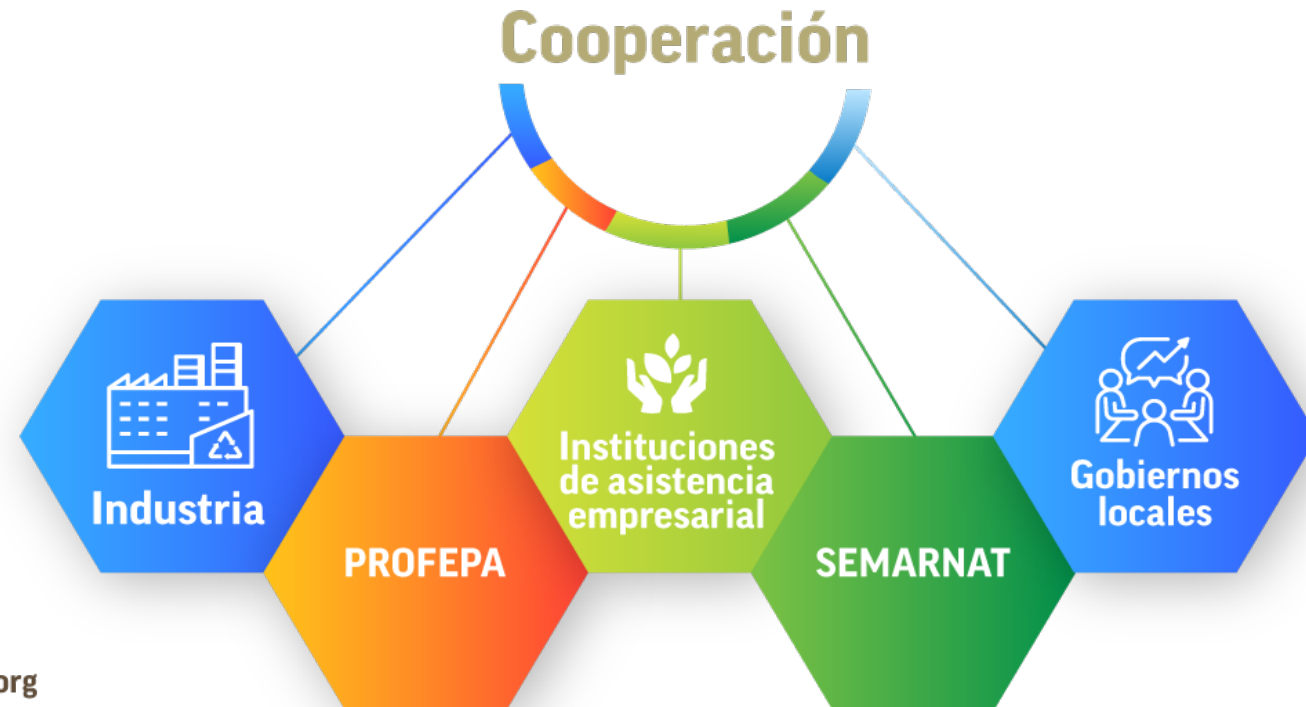 Cooperación
Industria
PROFEPA
Instituciones
de asistencia
empresarial
SEMARNAT
Gobiernos
locales
org